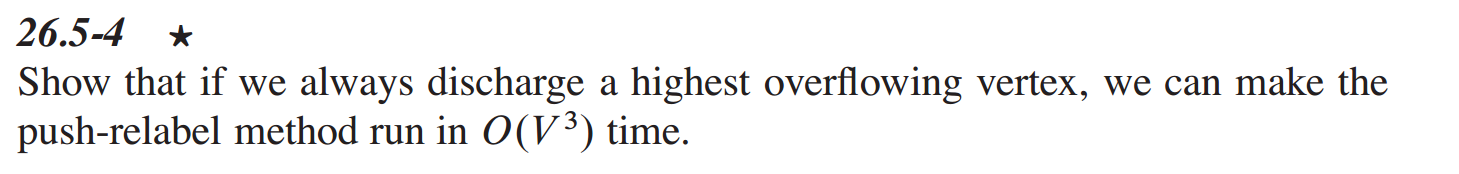 26.5-4 ★
Show that if we always discharge a highest overflowing vertex, we can make the
push-relabel method run in O(V³) time.